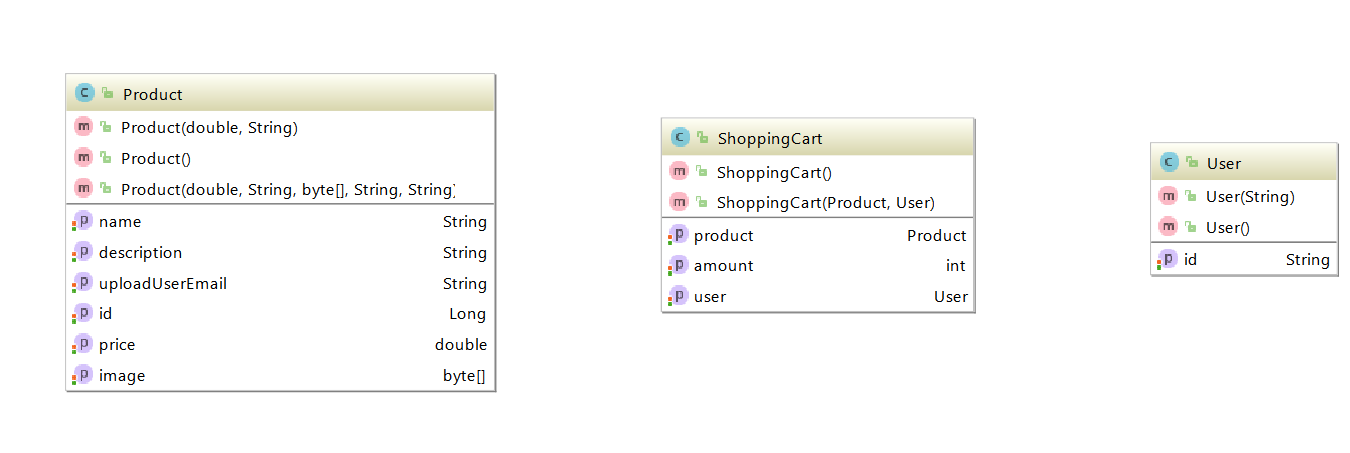 C Product
m Product(double, String)
m Product()
m Product(double, String, byte[], String, String)
p name String
p description String
p uploadUserEmail String
p id Long
p price double
p image byte[]
C ShoppingCart
m ShoppingCart()
m ShoppingCart(Product, User)
p product Product
p amount int
p user User
C User
m User(String)
m User()
p id String